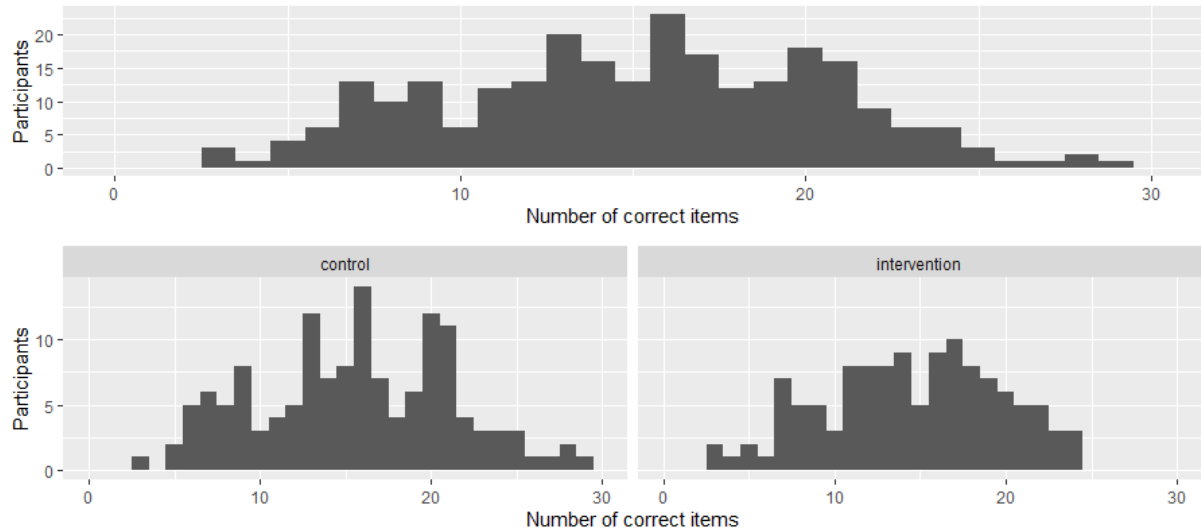 Participants
20
15
10
5
0
0 10 20 30
Number of correct items
control intervention
Participants
10
5
0
0 10 20 30 0 10 20 30
Number of correct items